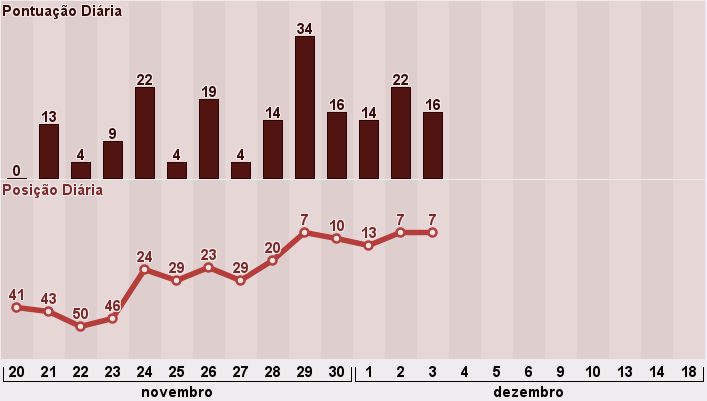 Pontuação Diária
0 13 4 9 22 4 19 4 14 34 16 14 22 16
Posição Diária
41 43 50 46 24 29 23 29 20 7 10 13 7 7
20 21 22 23 24 25 26 27 28 29 30 1 2 3 4 5 6 9 10 13 14 18
novembro dezembro